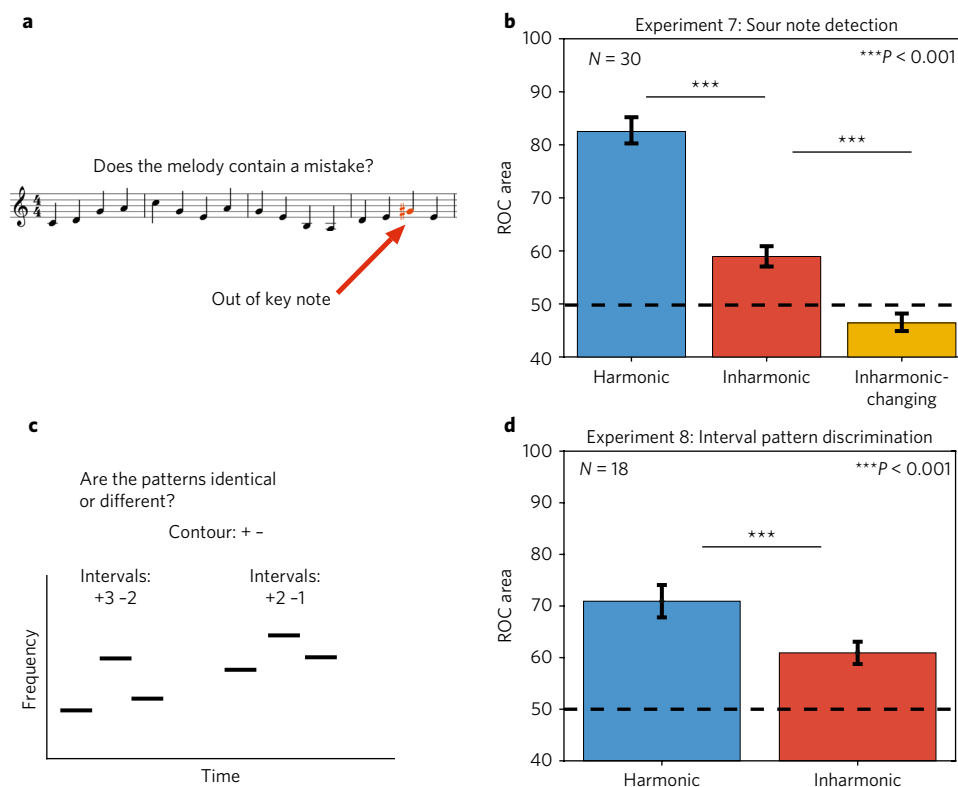 a
Does the melody contain a mistake?
4
4
Out of key note
b
Experiment 7: Sour note detection
N = 30
***P < 0.001
***
***
ROC area
100
90
80
70
60
50
40
Harmonic
Inharmonic
Inharmonic-
changing
c
Are the patterns identical
or different?
Contour: + –
Intervals:
+3 –2
Intervals:
+2 –1
Frequency
Time
d
Experiment 8: Interval pattern discrimination
N = 18
***P < 0.001
***
ROC area
100
90
80
70
60
50
40
Harmonic
Inharmonic